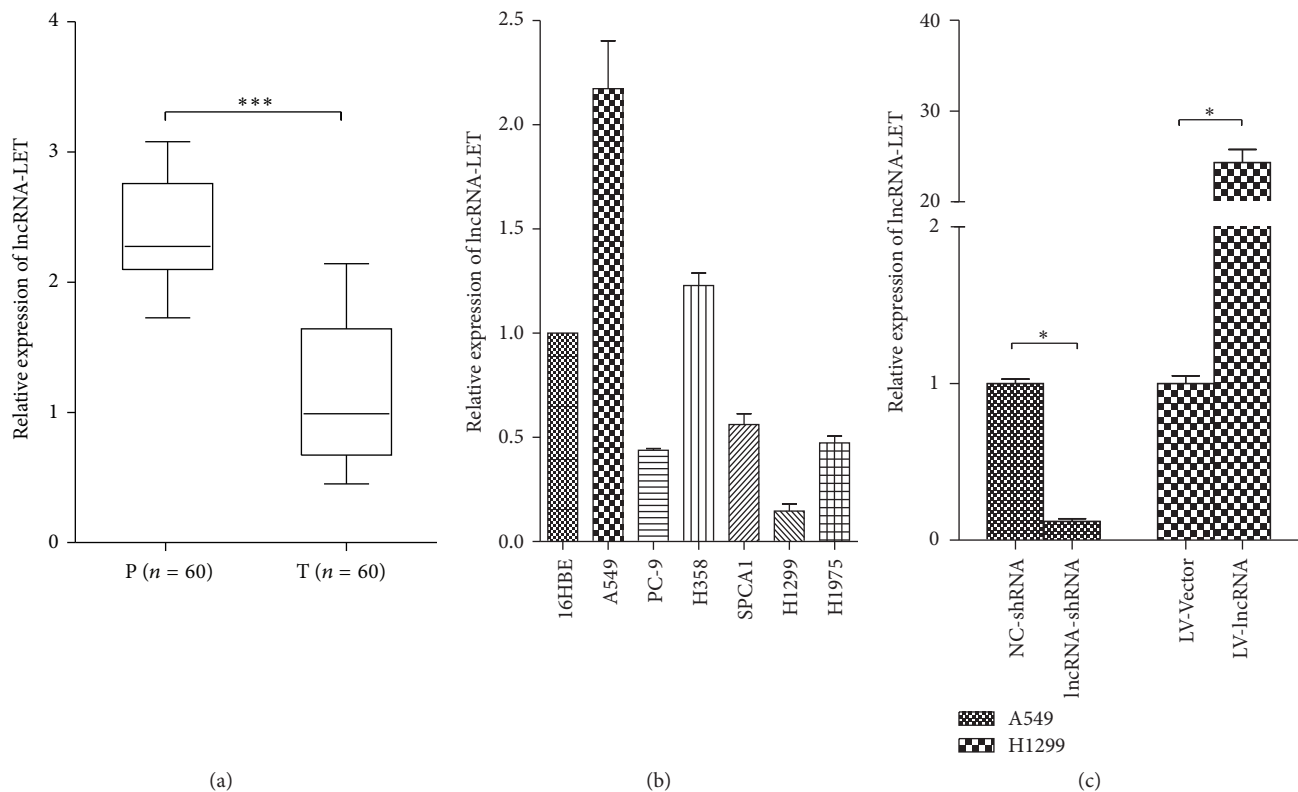 Relative expression of lncRNA-LET
4
3
2
1
0
***
P (n = 60)
T (n = 60)
(a)
Relative expression of lncRNA-LET
2.5
2.0
1.5
1.0
0.5
0.0
16HBE
A549
PC-9
H358
SPCA1
H1299
H1975
(b)
Relative expression of lncRNA-LET
40
30
20
2
1
0
*
*
NC-shRNA
lncRNA-shRNA
LV-Vector
LV-lncRNA
A549
H1299
(c)